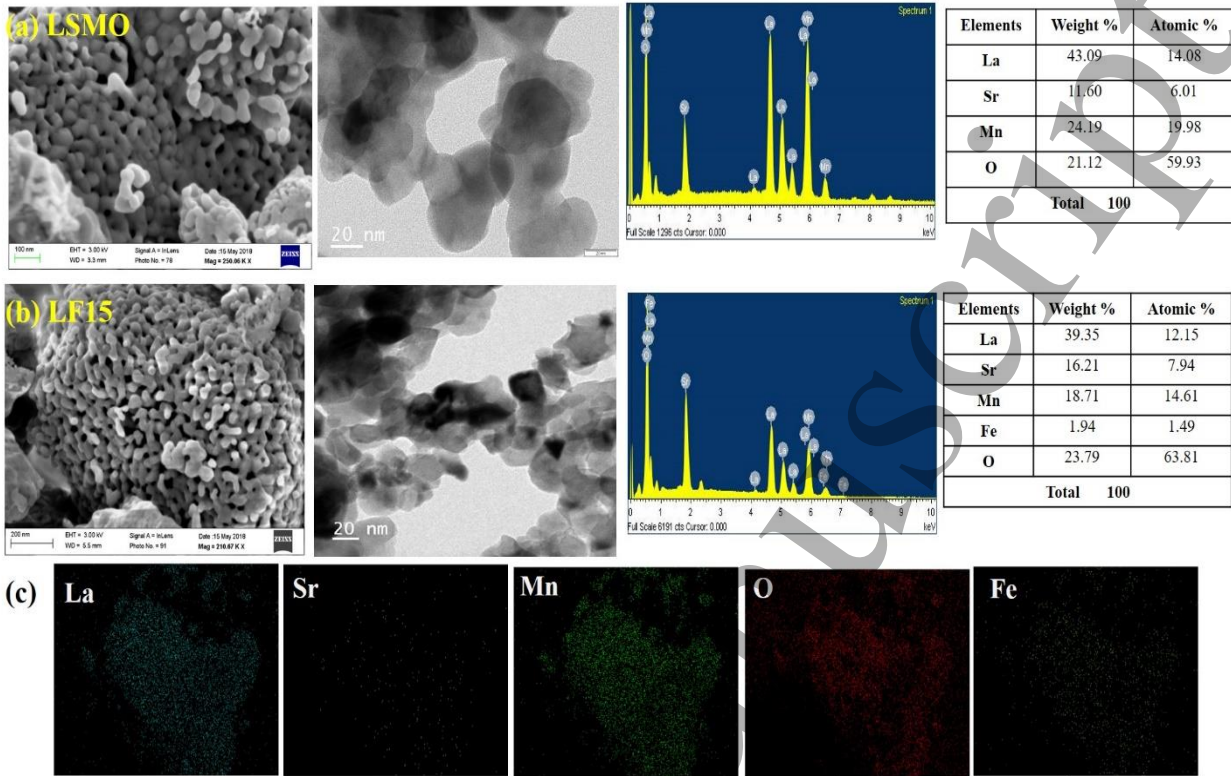 (a) LSMO
100 nm
EHT = 3.00 kV
WD = 3.3 mm
Signal A = InLens
Photo No. = 78
Date :15 May 2018
Mag = 250.06 K X
ZEISS
20 nm
Spectrum 1
0 1 2 3 4 5 6 7 8 9 10
Full Scale 1296 cts Cursor: 0.000
keV
Elements Weight % Atomic %
La 43.09 14.08
Sr 11.60 6.01
Mn 24.19 19.98
O 21.12 59.93
Total 100
(b) LF15
200 nm
EHT = 3.00 kV
WD = 5.5 mm
Signal A = InLens
Photo No. = 91
Date :15 May 2018
Mag = 210.67 K X
ZEISS
20 nm
Spectrum 1
0 1 2 3 4 5 6 7 8 9 10
Full Scale 6191 cts Cursor: 0.000
keV
Elements Weight % Atomic %
La 39.35 12.15
Sr 16.21 7.94
Mn 18.71 14.61
Fe 1.94 1.49
O 23.79 63.81
Total 100
(c) La Sr Mn O Fe